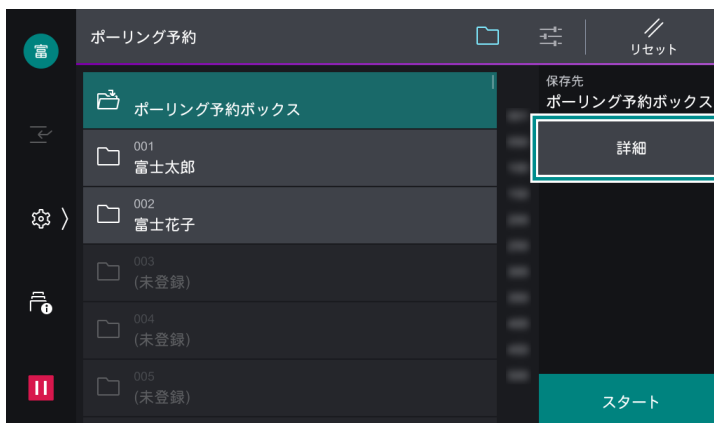 富
ポーリング予約
リセット
ポーリング予約ボックス
001
富士太郎
002
富士花子
003
(未登録)
004
(未登録)
005
(未登録)
保存先
ポーリング予約ボックス
詳細
スタート